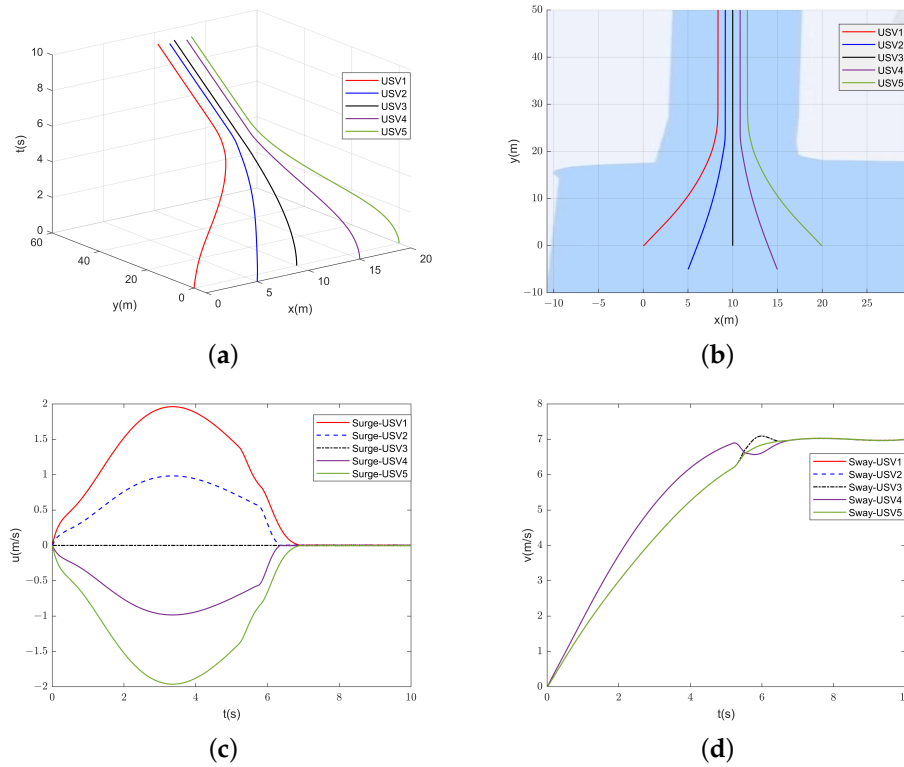 10
8
6
4
2
0
60
40
20
0
0
5
10
15
20
t(s)
y(m)
x(m)
USV1
USV2
USV3
USV4
USV5
(a)
50
40
30
20
10
0
-10
-10
-5
0
5
10
15
20
25
y(m)
x(m)
USV1
USV2
USV3
USV4
USV5
(b)
2
1.5
1
0.5
0
-0.5
-1
-1.5
-2
0
2
4
6
8
10
u(m/s)
t(s)
Surge-USV1
Surge-USV2
Surge-USV3
Surge-USV4
Surge-USV5
(c)
8
7
6
5
4
3
2
1
0
0
2
4
6
8
v(m/s)
t(s)
Sway-USV1
Sway-USV2
Sway-USV3
Sway-USV4
Sway-USV5
(d)